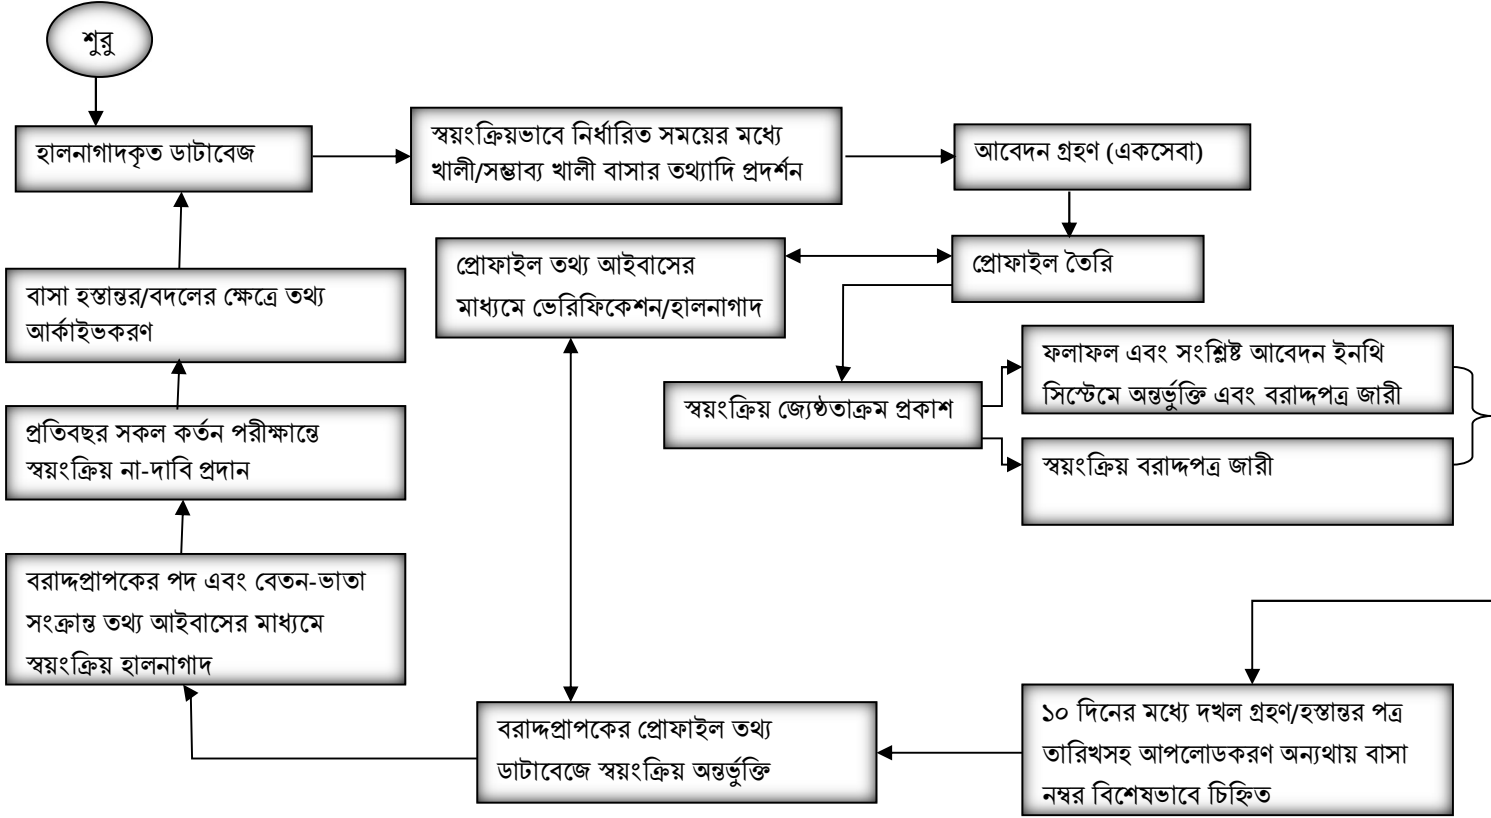 শুরু
হালনাগাদকৃত ডাটাবেজ
স্বয়ংক্রিয়ভাবে নির্ধারিত সময়ের মধ্যে
খালী/সম্ভাব্য খালী বাসার তথ্যাদি প্রদর্শন
আবেদন গ্রহণ (একসেবা)
প্রোফাইল তৈরি
প্রোফাইল তথ্য আইবাসের
মাধ্যমে ভেরিফিকেশন/হালনাগাদ
স্বয়ংক্রিয় জ্যেষ্ঠতাক্রম প্রকাশ
ফলাফল এবং সংশ্লিষ্ট আবেদন ইনথি
সিস্টেমে অন্তর্ভুক্তি এবং বরাদ্দপত্র জারী
স্বয়ংক্রিয় বরাদ্দপত্র জারী
১০ দিনের মধ্যে দখল গ্রহণ/হস্তান্তর পত্র
তারিখসহ আপলোডকরণ অন্যথায় বাসা
নম্বর বিশেষভাবে চিহ্নিত
বরাদ্দপ্রাপকের প্রোফাইল তথ্য
ডাটাবেজে স্বয়ংক্রিয় অন্তর্ভুক্তি
বরাদ্দপ্রাপকের পদ এবং বেতন-ভাতা
সংক্রান্ত তথ্য আইবাসের মাধ্যমে
স্বয়ংক্রিয় হালনাগাদ
প্রতিবছর সকল কর্তন পরীক্ষান্তে
স্বয়ংক্রিয় না-দাবি প্রদান
বাসা হস্তান্তর/বদলের ক্ষেত্রে তথ্য
আর্কাইভকরণ